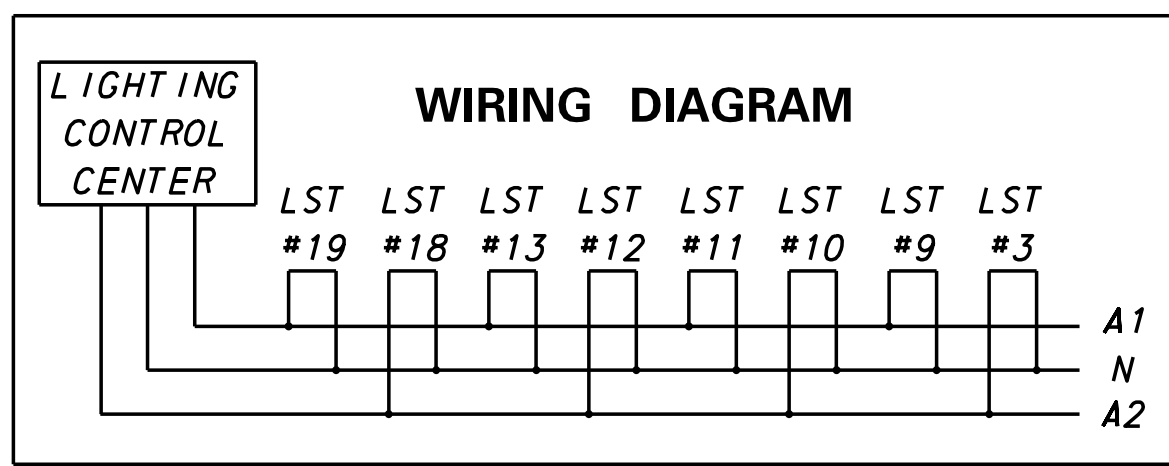 LIGHTING
CONTROL
CENTER
WIRING DIAGRAM
LST LST LST LST LST LST LST LST
#19 #18 #13 #12 #11 #10 #9 #3
A1
N
A2